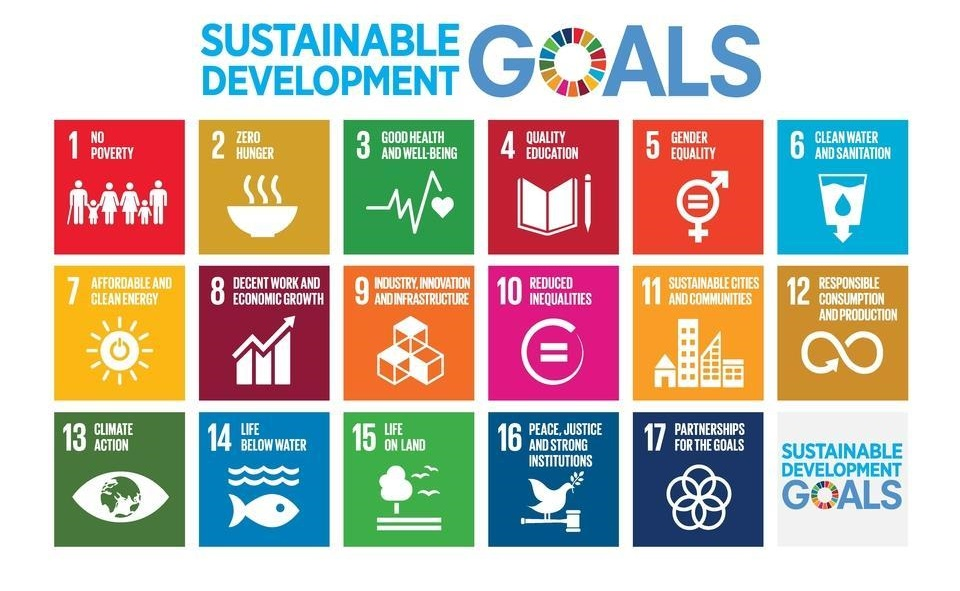 SUSTAINABLE
DEVELOPMENT
GOALS
1 NO
POVERTY
2 ZERO
HUNGER
3 GOOD HEALTH
AND WELL-BEING
4 QUALITY
EDUCATION
5 GENDER
EQUALITY
6 CLEAN WATER
AND SANITATION
7 AFFORDABLE AND
CLEAN ENERGY
8 DECENT WORK AND
ECONOMIC GROWTH
9 INDUSTRY, INNOVATION
AND INFRASTRUCTURE
10 REDUCED
INEQUALITIES
11 SUSTAINABLE CITIES
AND COMMUNITIES
12 RESPONSIBLE
CONSUMPTION
AND PRODUCTION
13 CLIMATE
ACTION
14 LIFE
BELOW WATER
15 LIFE
ON LAND
16 PEACE, JUSTICE
AND STRONG
INSTITUTIONS
17 PARTNERSHIPS
FOR THE GOALS
SUSTAINABLE
DEVELOPMENT
GOALS